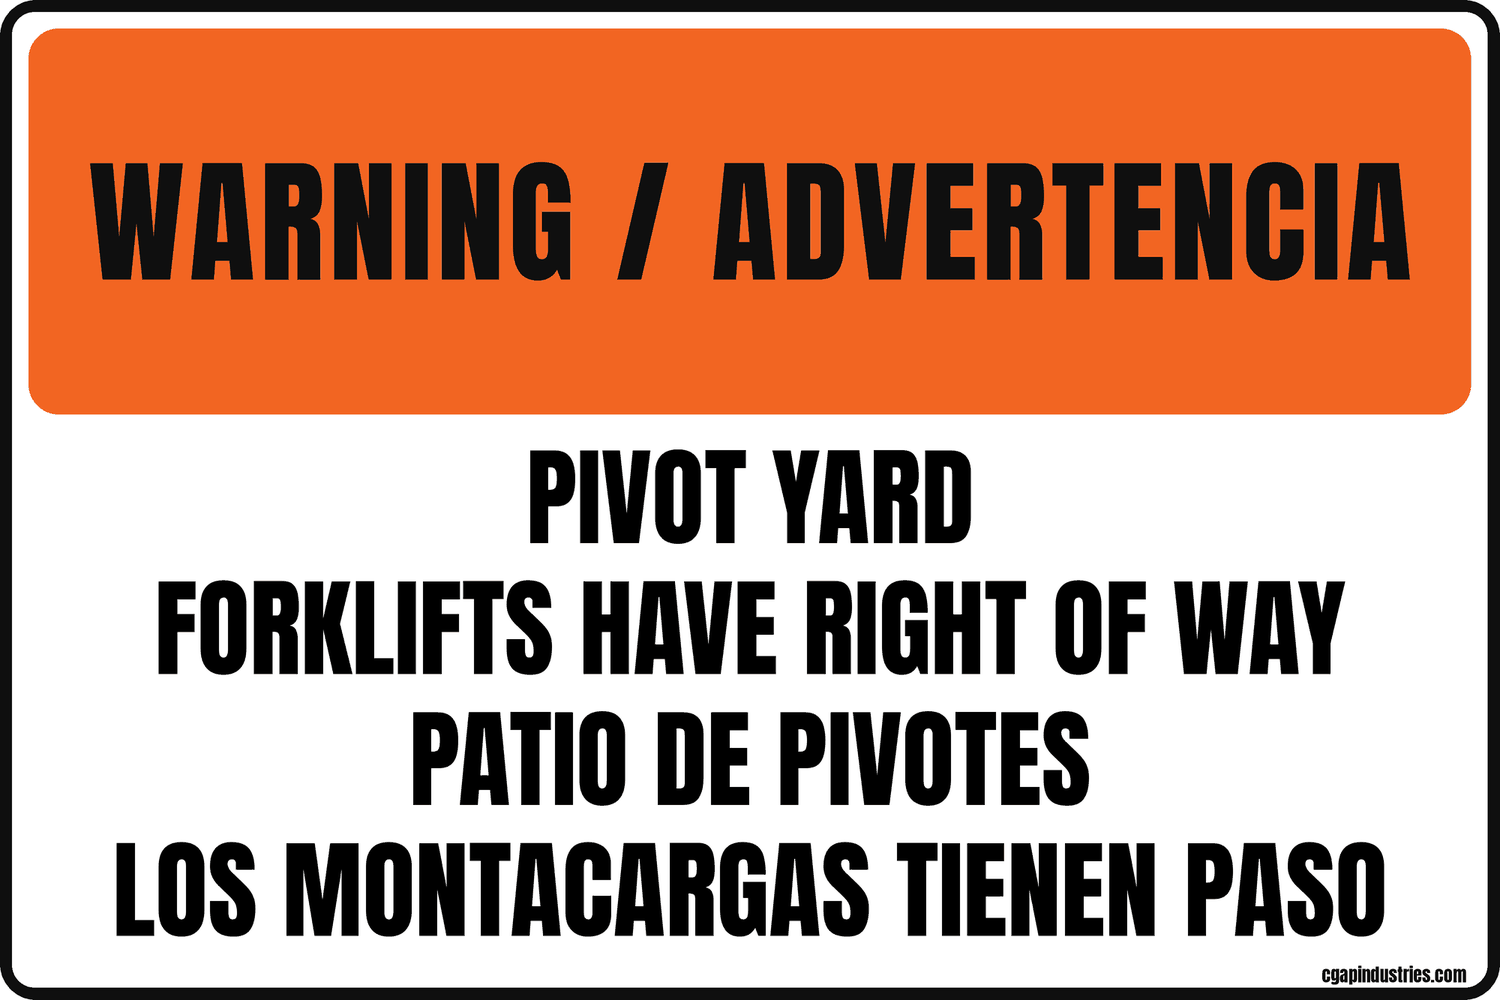 WARNING / ADVERTENCIA
PIVOT YARD
FORKLIFTS HAVE RIGHT OF WAY
PATIO DE PIVOTES
LOS MONTACARGAS TIENEN PASO
cgapindustries.com